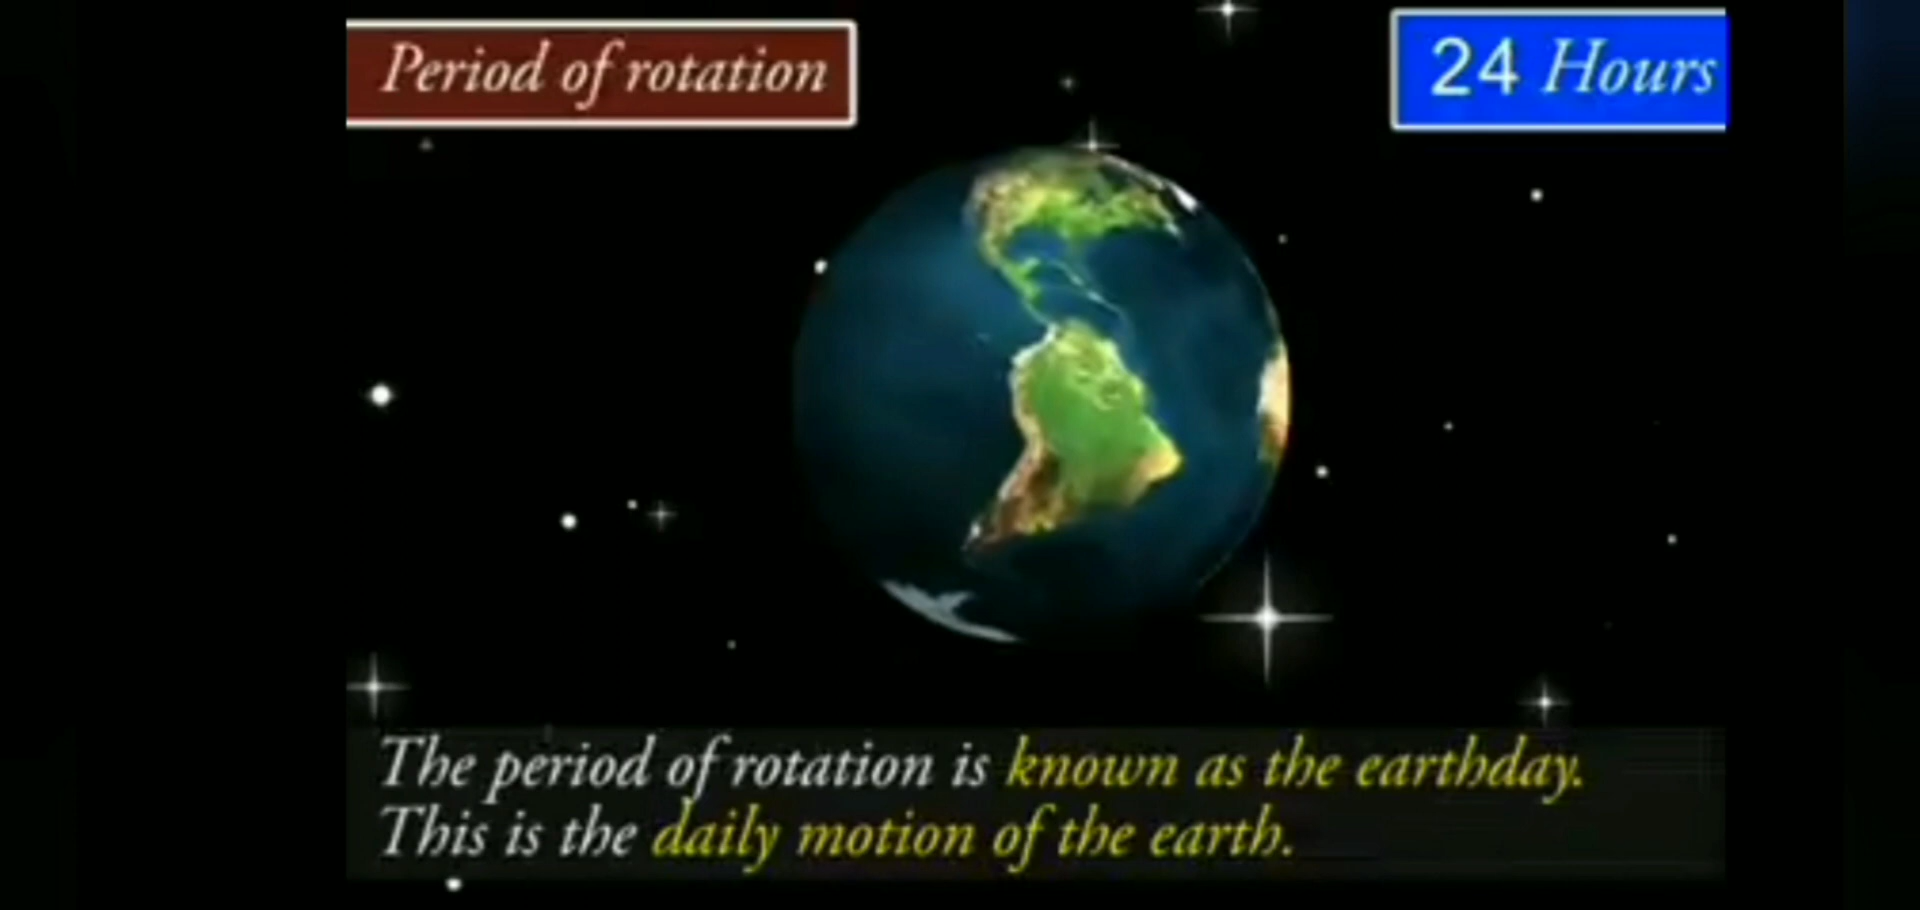 Period of rotation
24 Hours
The period of rotation is known as the earthday.
This is the daily motion of the earth.